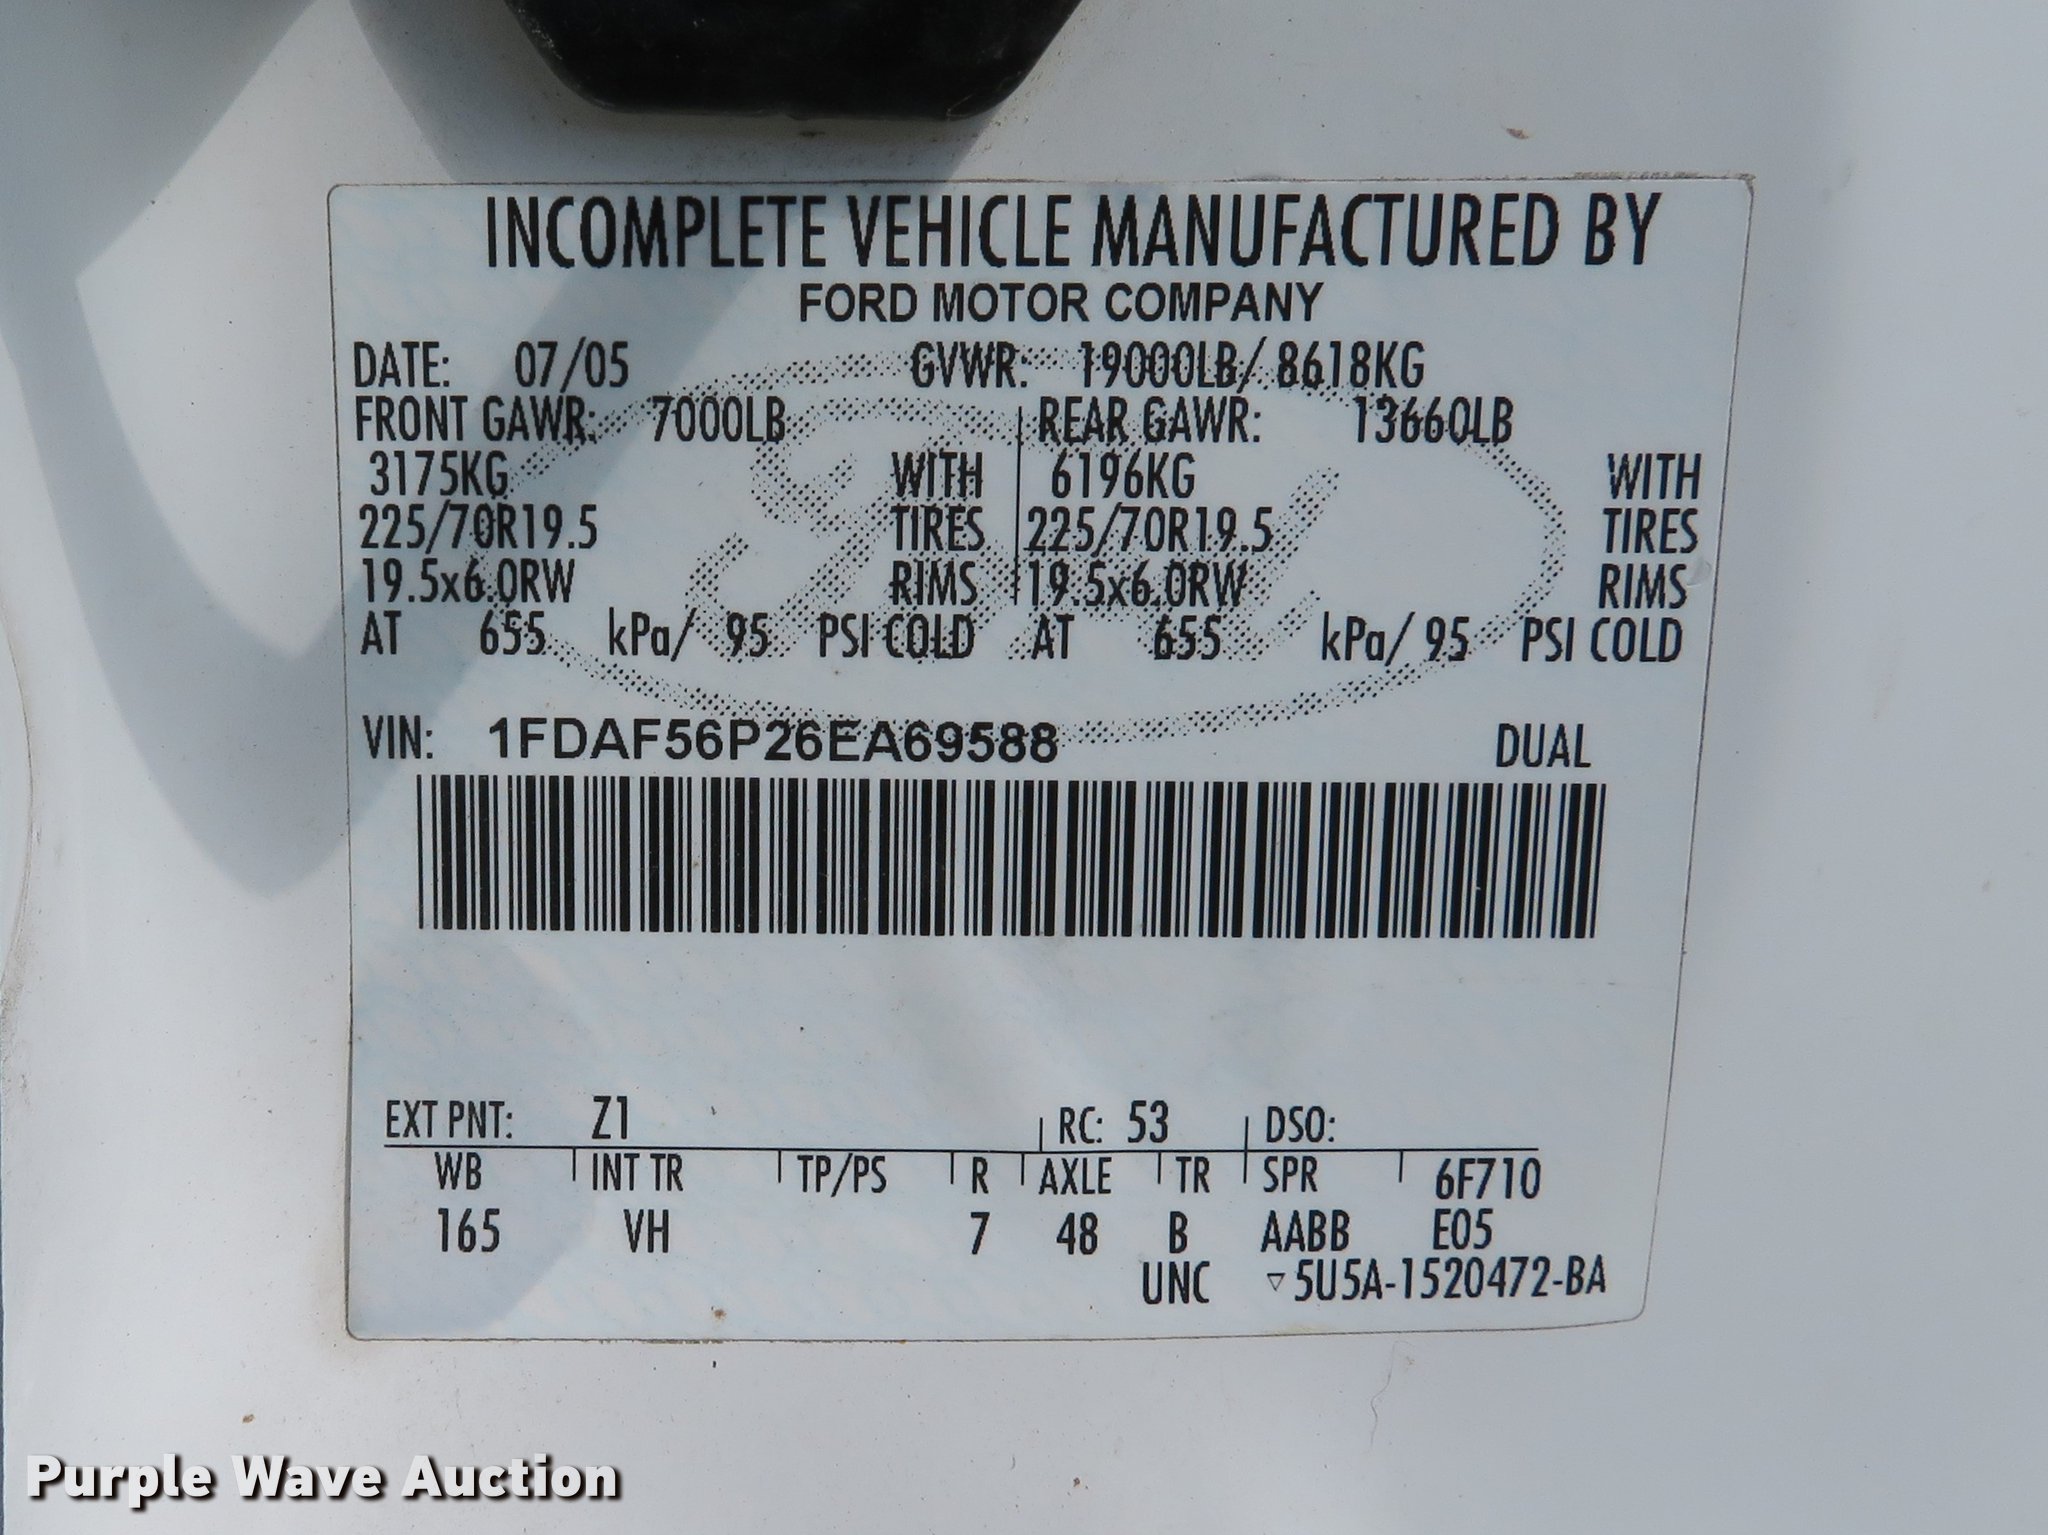 INCOMPLETE VEHICLE MANUFACTURED BY
FORD MOTOR COMPANY
DATE: 07/05 GVWR: 19000LB/ 8618KG
FRONT GAWR: 7000LB REAR GAWR: 13660LB
3175KG WITH 6196KG WITH
225/70R19.5 TIRES 225/70R19.5 TIRES
19.5x6.0RW RIMS 19.5x6.0RW RIMS
AT 655 kPa/ 95 PSI COLD AT 655 kPa/ 95 PSI COLD
VIN: 1FDAF56P26EA69588 DUAL
EXT PNT: Z1 RC: 53 DSO:
WB INT TR TP/PS R AXLE TR SPR 6F710
165 VH 7 48 B AABB E05
UNC ▽5U5A-1520472-BA
Purple Wave Auction